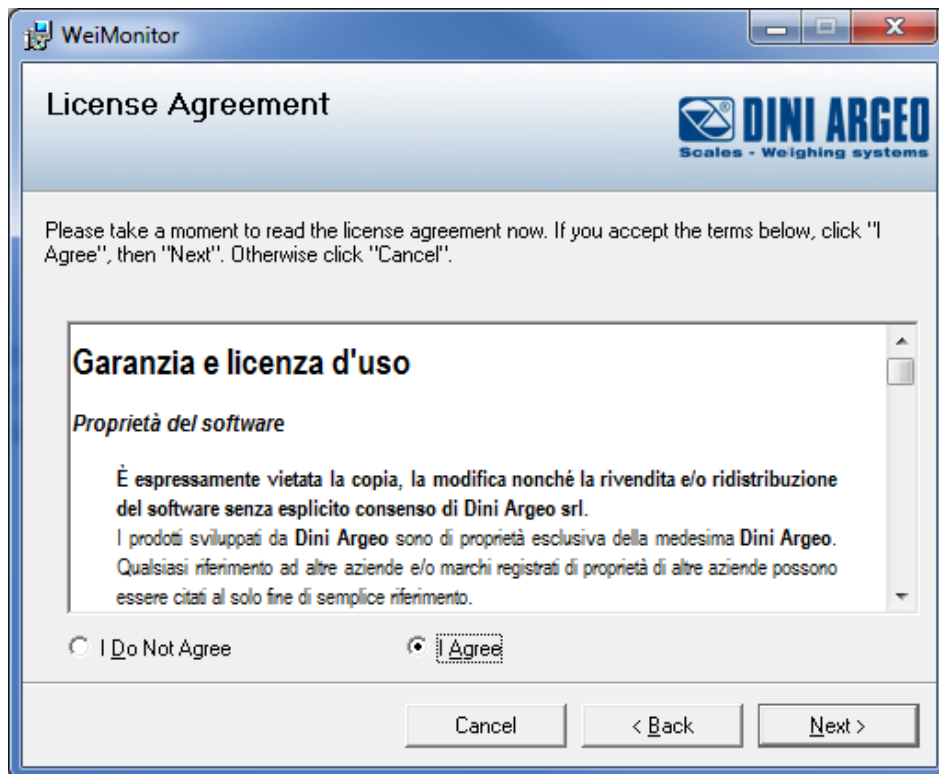 WeiMonitor
License Agreement
DINI ARGEO
Scales - Weighing systems
Please take a moment to read the license agreement now. If you accept the terms below, click "I
Agree", then "Next". Otherwise click "Cancel".
Garanzia e licenza d'uso
Proprietà del software
È espressamente vietata la copia, la modifica nonché la rivendita e/o ridistribuzione
del software senza esplicito consenso di Dini Argeo srl.
I prodotti sviluppati da Dini Argeo sono di proprietà esclusiva della medesima Dini Argeo.
Qualsiasi riferimento ad altre aziende e/o marchi registrati di proprietà di altre aziende possono
essere citati al solo fine di semplice riferimento.
I Do Not Agree
I Agree
Cancel
< Back
Next >